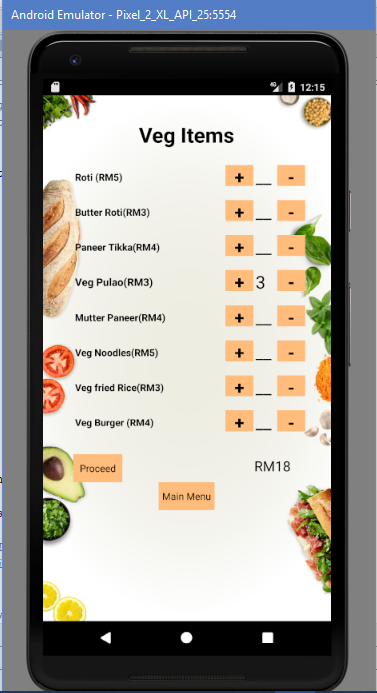 Android Emulator - Pixel_2_XL_API_25:5554
4G 12:15
Veg Items
Roti (RM5) + __ -
Butter Roti(RM3) + __ -
Paneer Tikka(RM4) + __ -
Veg Pulao(RM3) + 3 -
Mutter Paneer(RM4) + __ -
Veg Noodles(RM5) + __ -
Veg fried Rice(RM3) + __ -
Veg Burger (RM4) + __ -
Proceed RM18
Main Menu